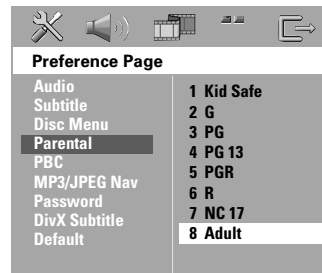 Preference Page
Audio
Subtitle
Disc Menu
Parental
PBC
MP3/JPEG Nav
Password
DivX Subtitle
Default
1 Kid Safe
2 G
3 PG
4 PG 13
5 PGR
6 R
7 NC 17
8 Adult